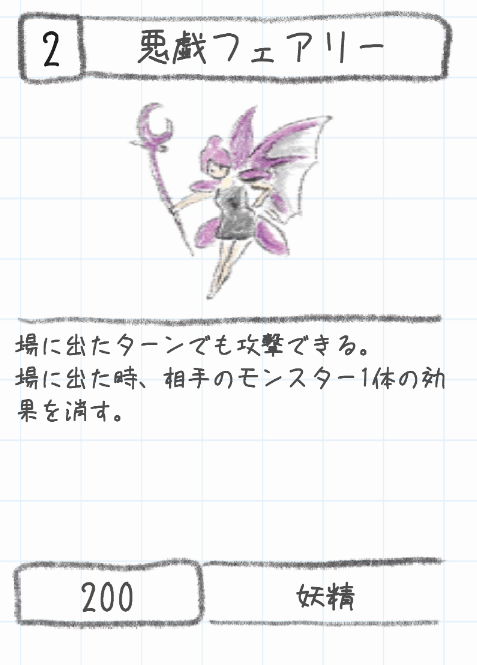 2
悪戯フェアリー
場に出たターンでも攻撃できる。
場に出た時、相手のモンスター1体の効
果を消す。
200
妖精